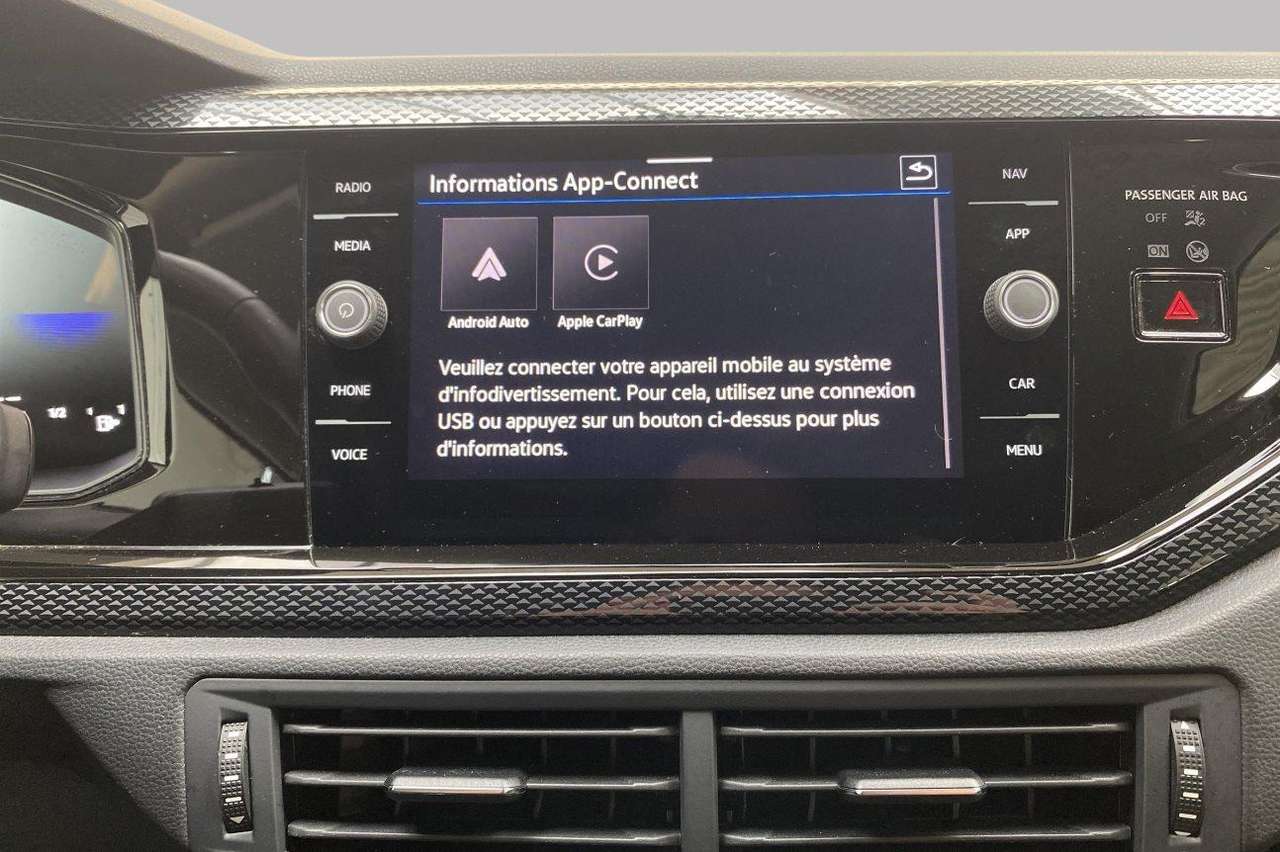 Informations App-Connect
Android Auto
Apple CarPlay
Veuillez connecter votre appareil mobile au système
d'infodivertissement. Pour cela, utilisez une connexion
USB ou appuyez sur un bouton ci-dessus pour plus
d'informations.
RADIO
MEDIA
PHONE
VOICE
NAV
APP
CAR
MENU
PASSENGER AIR BAG
OFF
ON
1/2